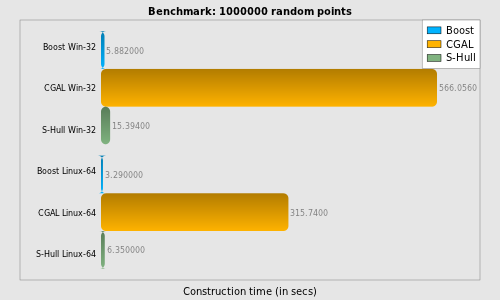 Benchmark: 1000000 random points
Boost
CGAL
S-Hull
Boost Win-32
5.882000
CGAL Win-32
566.0560
S-Hull Win-32
15.39400
Boost Linux-64
3.290000
CGAL Linux-64
315.7400
S-Hull Linux-64
6.350000
Construction time (in secs)